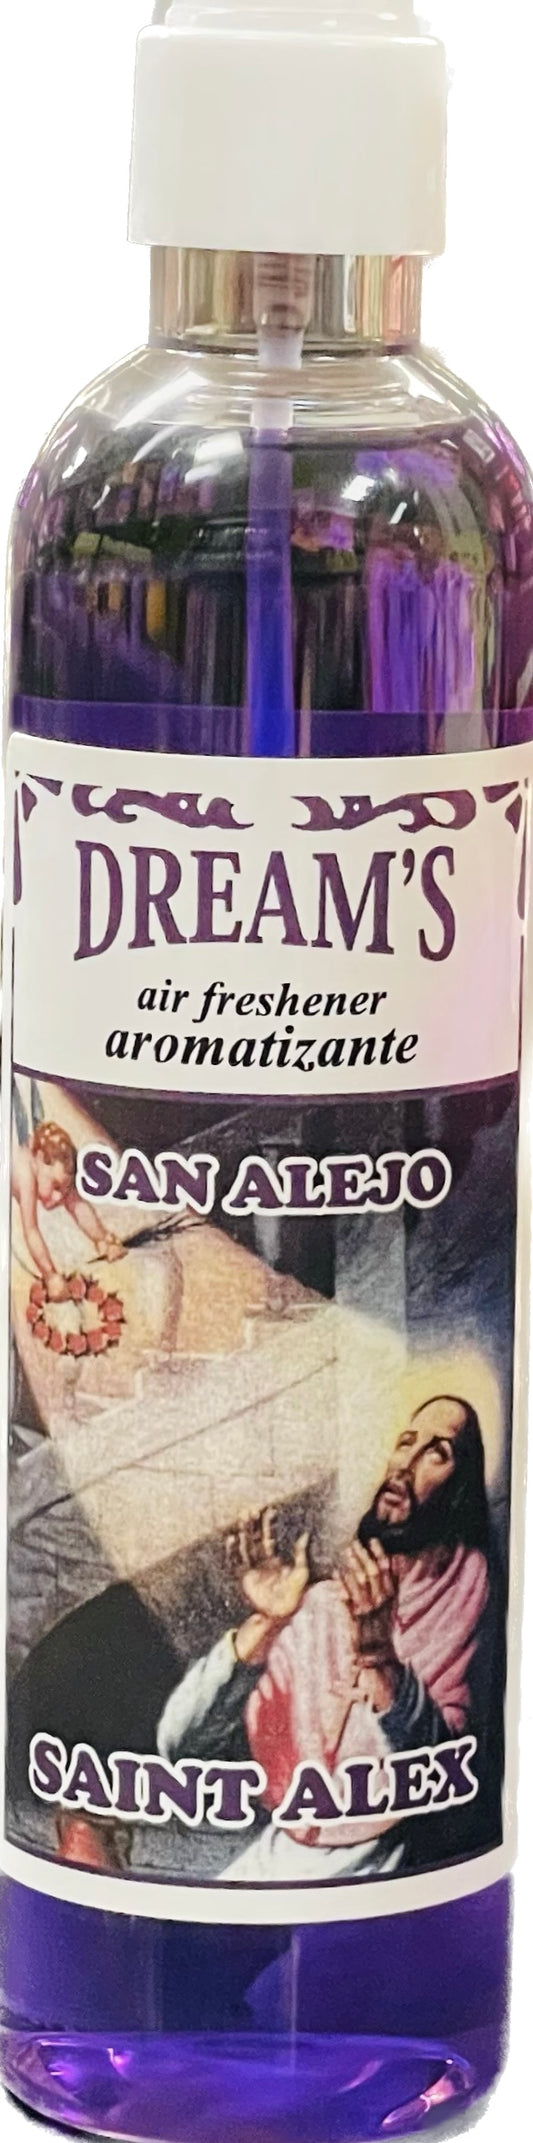 DREAM'S
air freshener
aromatizante
SAN ALEJO
SAINT ALEX